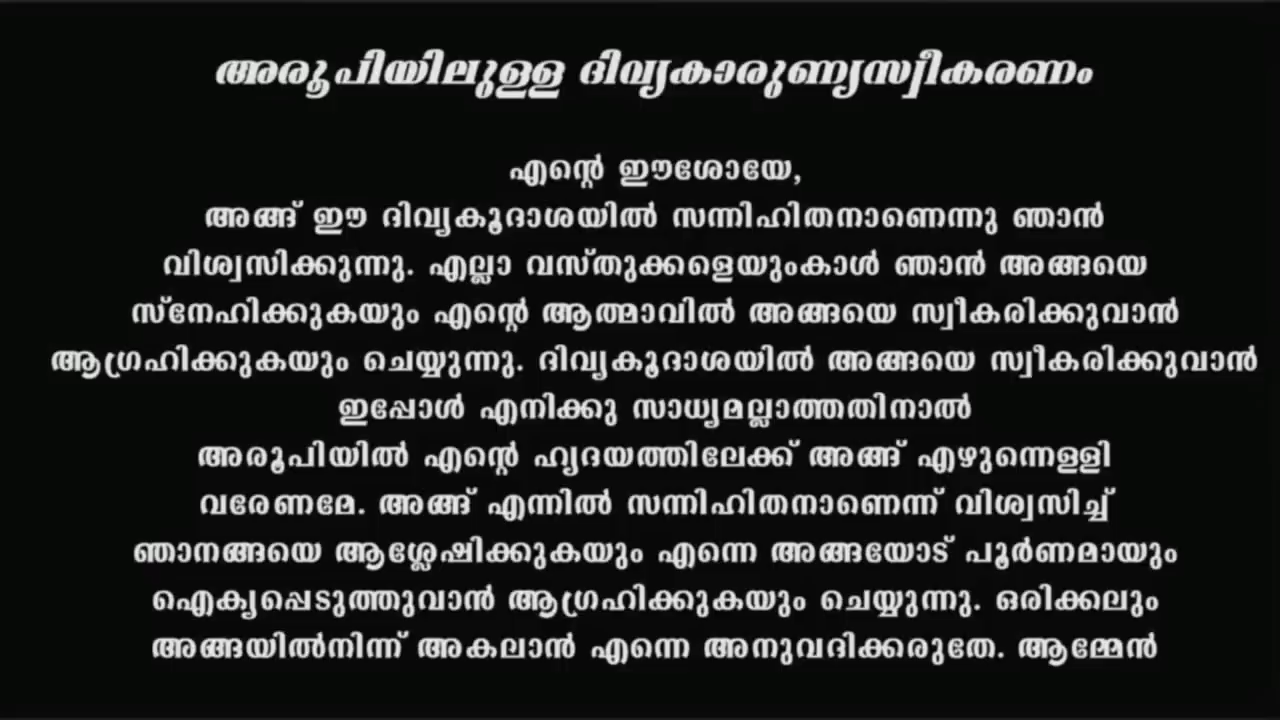 അരൂപിയിലുള്ള ദിവ്യകാരുണ്യസ്വീകരണം
എന്റെ ഈശോയേ,
അങ്ങ് ഈ ദിവ്യകൂദാശയിൽ സന്നിഹിതനാണെന്നു ഞാൻ
വിശ്വസിക്കുന്നു. എല്ലാ വസ്തുക്കളെയുംകാൾ ഞാൻ അങ്ങയെ
സ്നേഹിക്കുകയും എന്റെ ആത്മാവിൽ അങ്ങയെ സ്വീകരിക്കുവാൻ
ആഗ്രഹിക്കുകയും ചെയ്യുന്നു. ദിവ്യകൂദാശയിൽ അങ്ങയെ സ്വീകരിക്കുവാൻ
ഇപ്പോൾ എനിക്കു സാധ്യമല്ലാത്തതിനാൽ
അരൂപിയിൽ എന്റെ ഹൃദയത്തിലേക്ക് അങ്ങ് എഴുന്നെള്ളി
വരേണമേ. അങ്ങ് എന്നിൽ സന്നിഹിതനാണെന്ന് വിശ്വസിച്ച്
ഞാനങ്ങയെ ആശ്ലേഷിക്കുകയും എന്നെ അങ്ങയോട് പൂർണമായും
ഐക്യപ്പെടുത്തുവാൻ ആഗ്രഹിക്കുകയും ചെയ്യുന്നു. ഒരിക്കലും
അങ്ങയിൽനിന്ന് അകലാൻ എന്നെ അനുവദിക്കരുതേ. ആമ്മേൻ